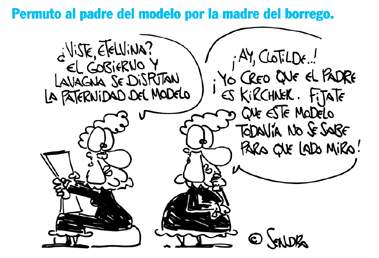 Permuto al padre del modelo por la madre del borrego.
¿VISTE, ETELVINA?
EL GOBIERNO Y
LAVAGNA SE DISPUTAN
LA PATERNIDAD DEL MODELO
¡AY, CLOTILDE..!
¡YO CREO QUE EL PADRE
ES KIRCHNER. FIJATE
QUE ESTE MODELO
TODAVÍA NO SE SABE
PARA QUE LADO MIRA!
© SENDRA